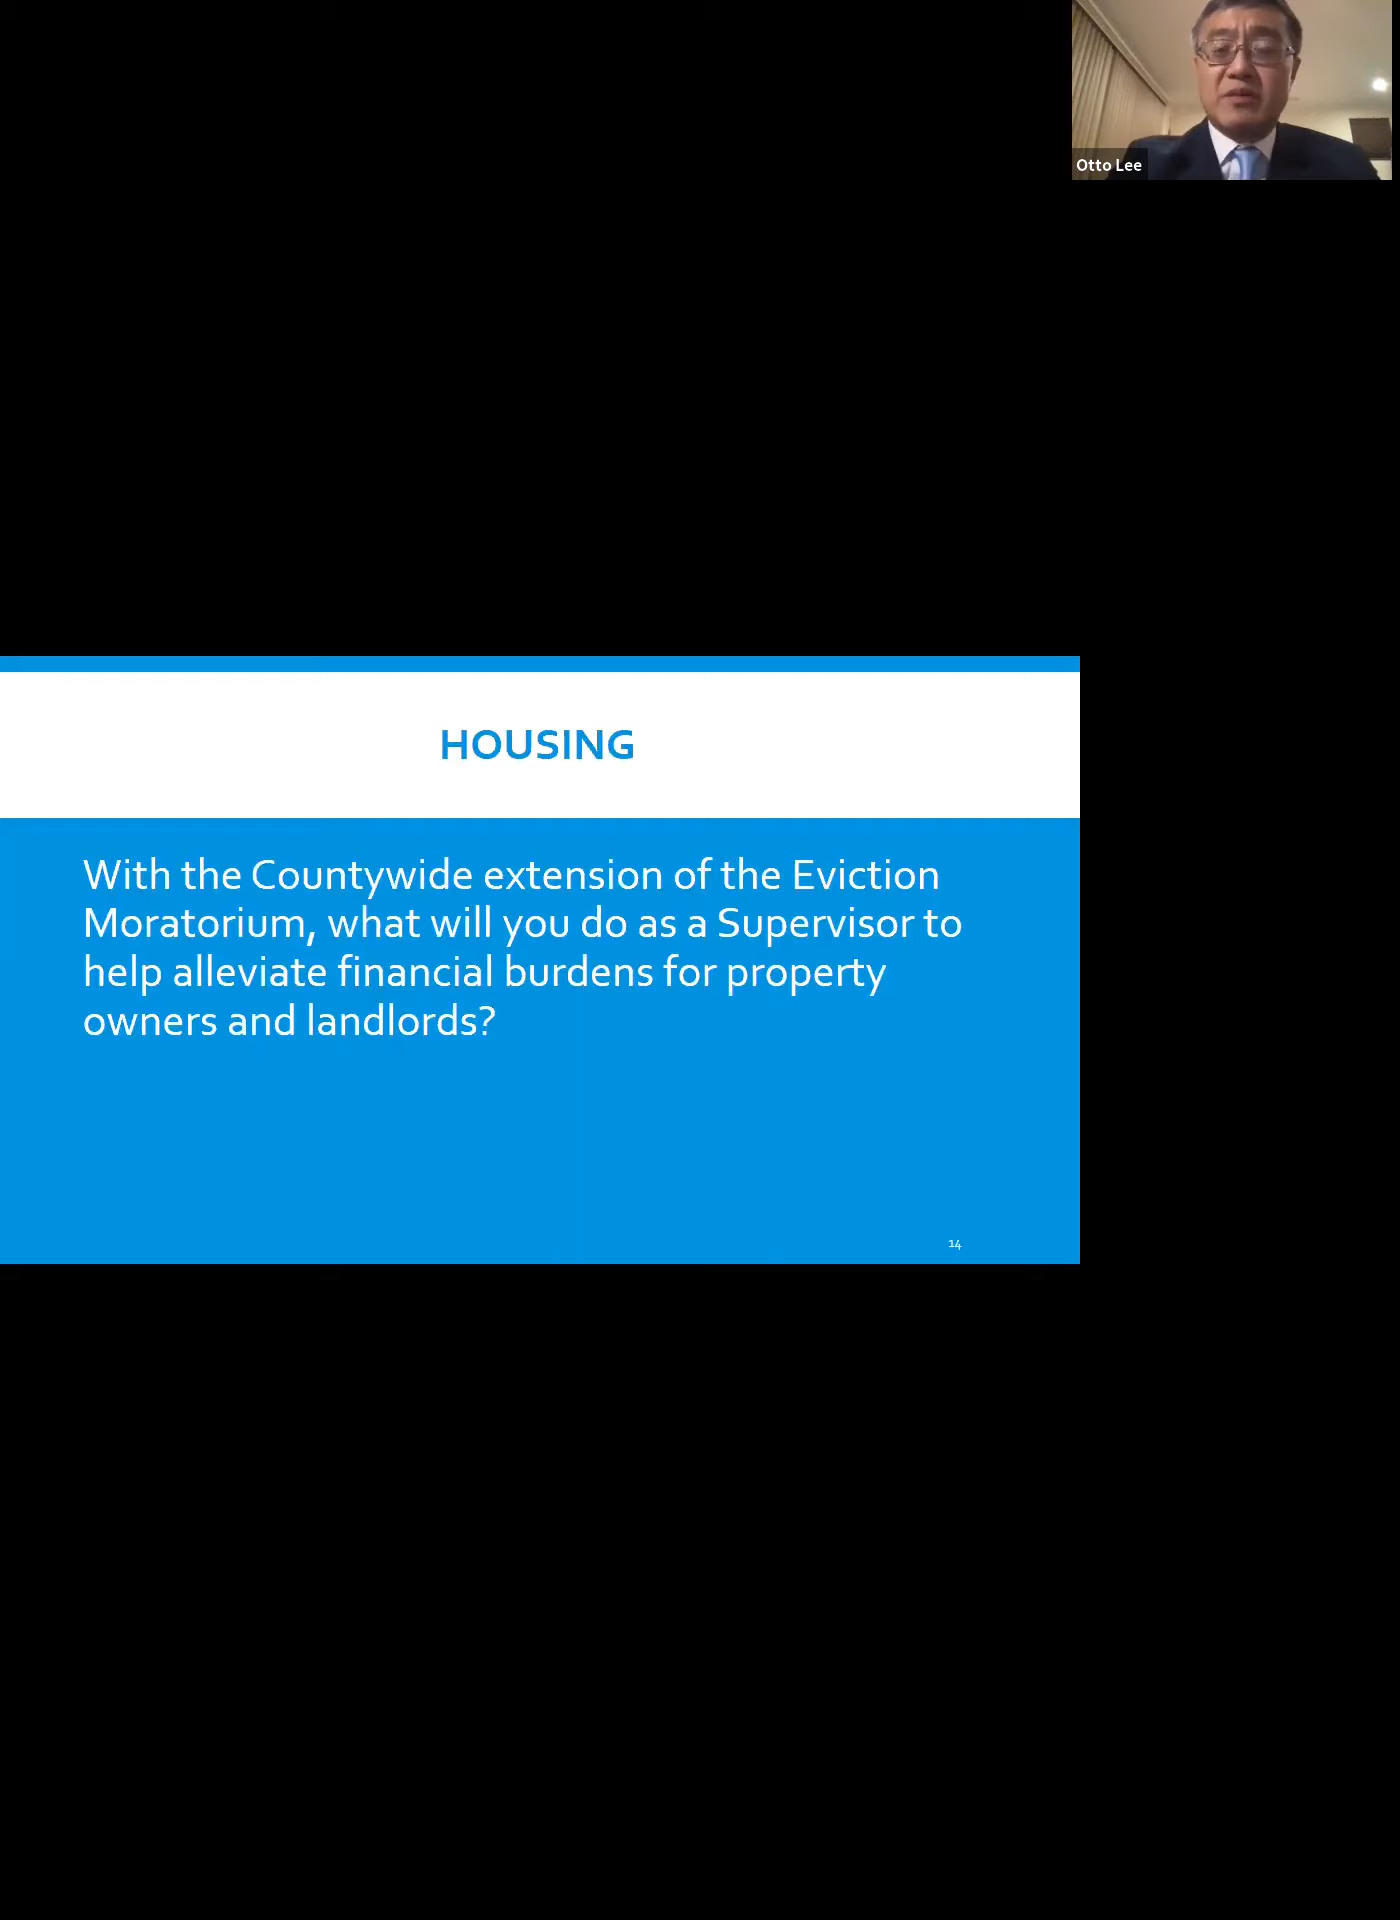 Otto Lee
HOUSING
With the Countywide extension of the Eviction
Moratorium, what will you do as a Supervisor to
help alleviate financial burdens for property
owners and landlords?
14